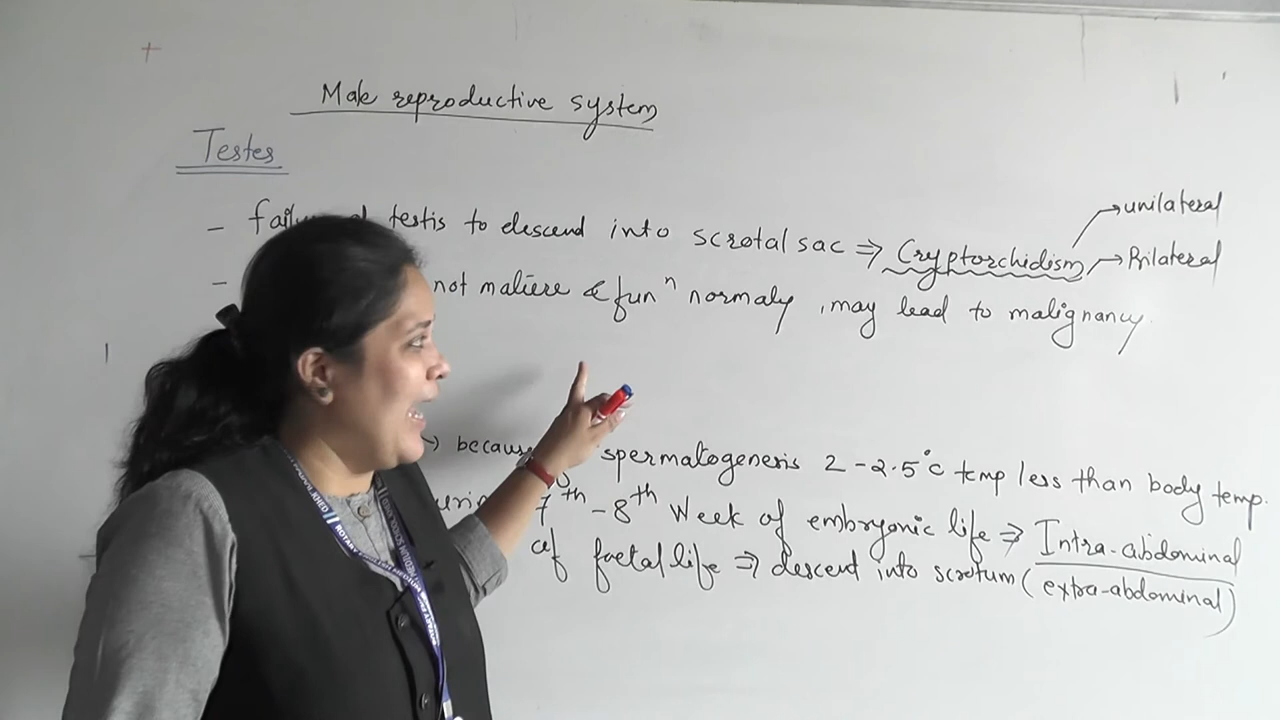 Male reproductive system
Testes
- testis to descend into scrotal sac ⇒ Cryptorchidism → unilateral
→ Bilateral
- not mature & funⁿ normaly, may lead to malignancy.
→ because spermatogenesis 2-2.5°c temp less than body temp.
7th - 8th Week of embryonic life ⇒ Intra-abdominal
of foetal life ⇒ descent into scrotum (extra-abdominal)
ROTARY